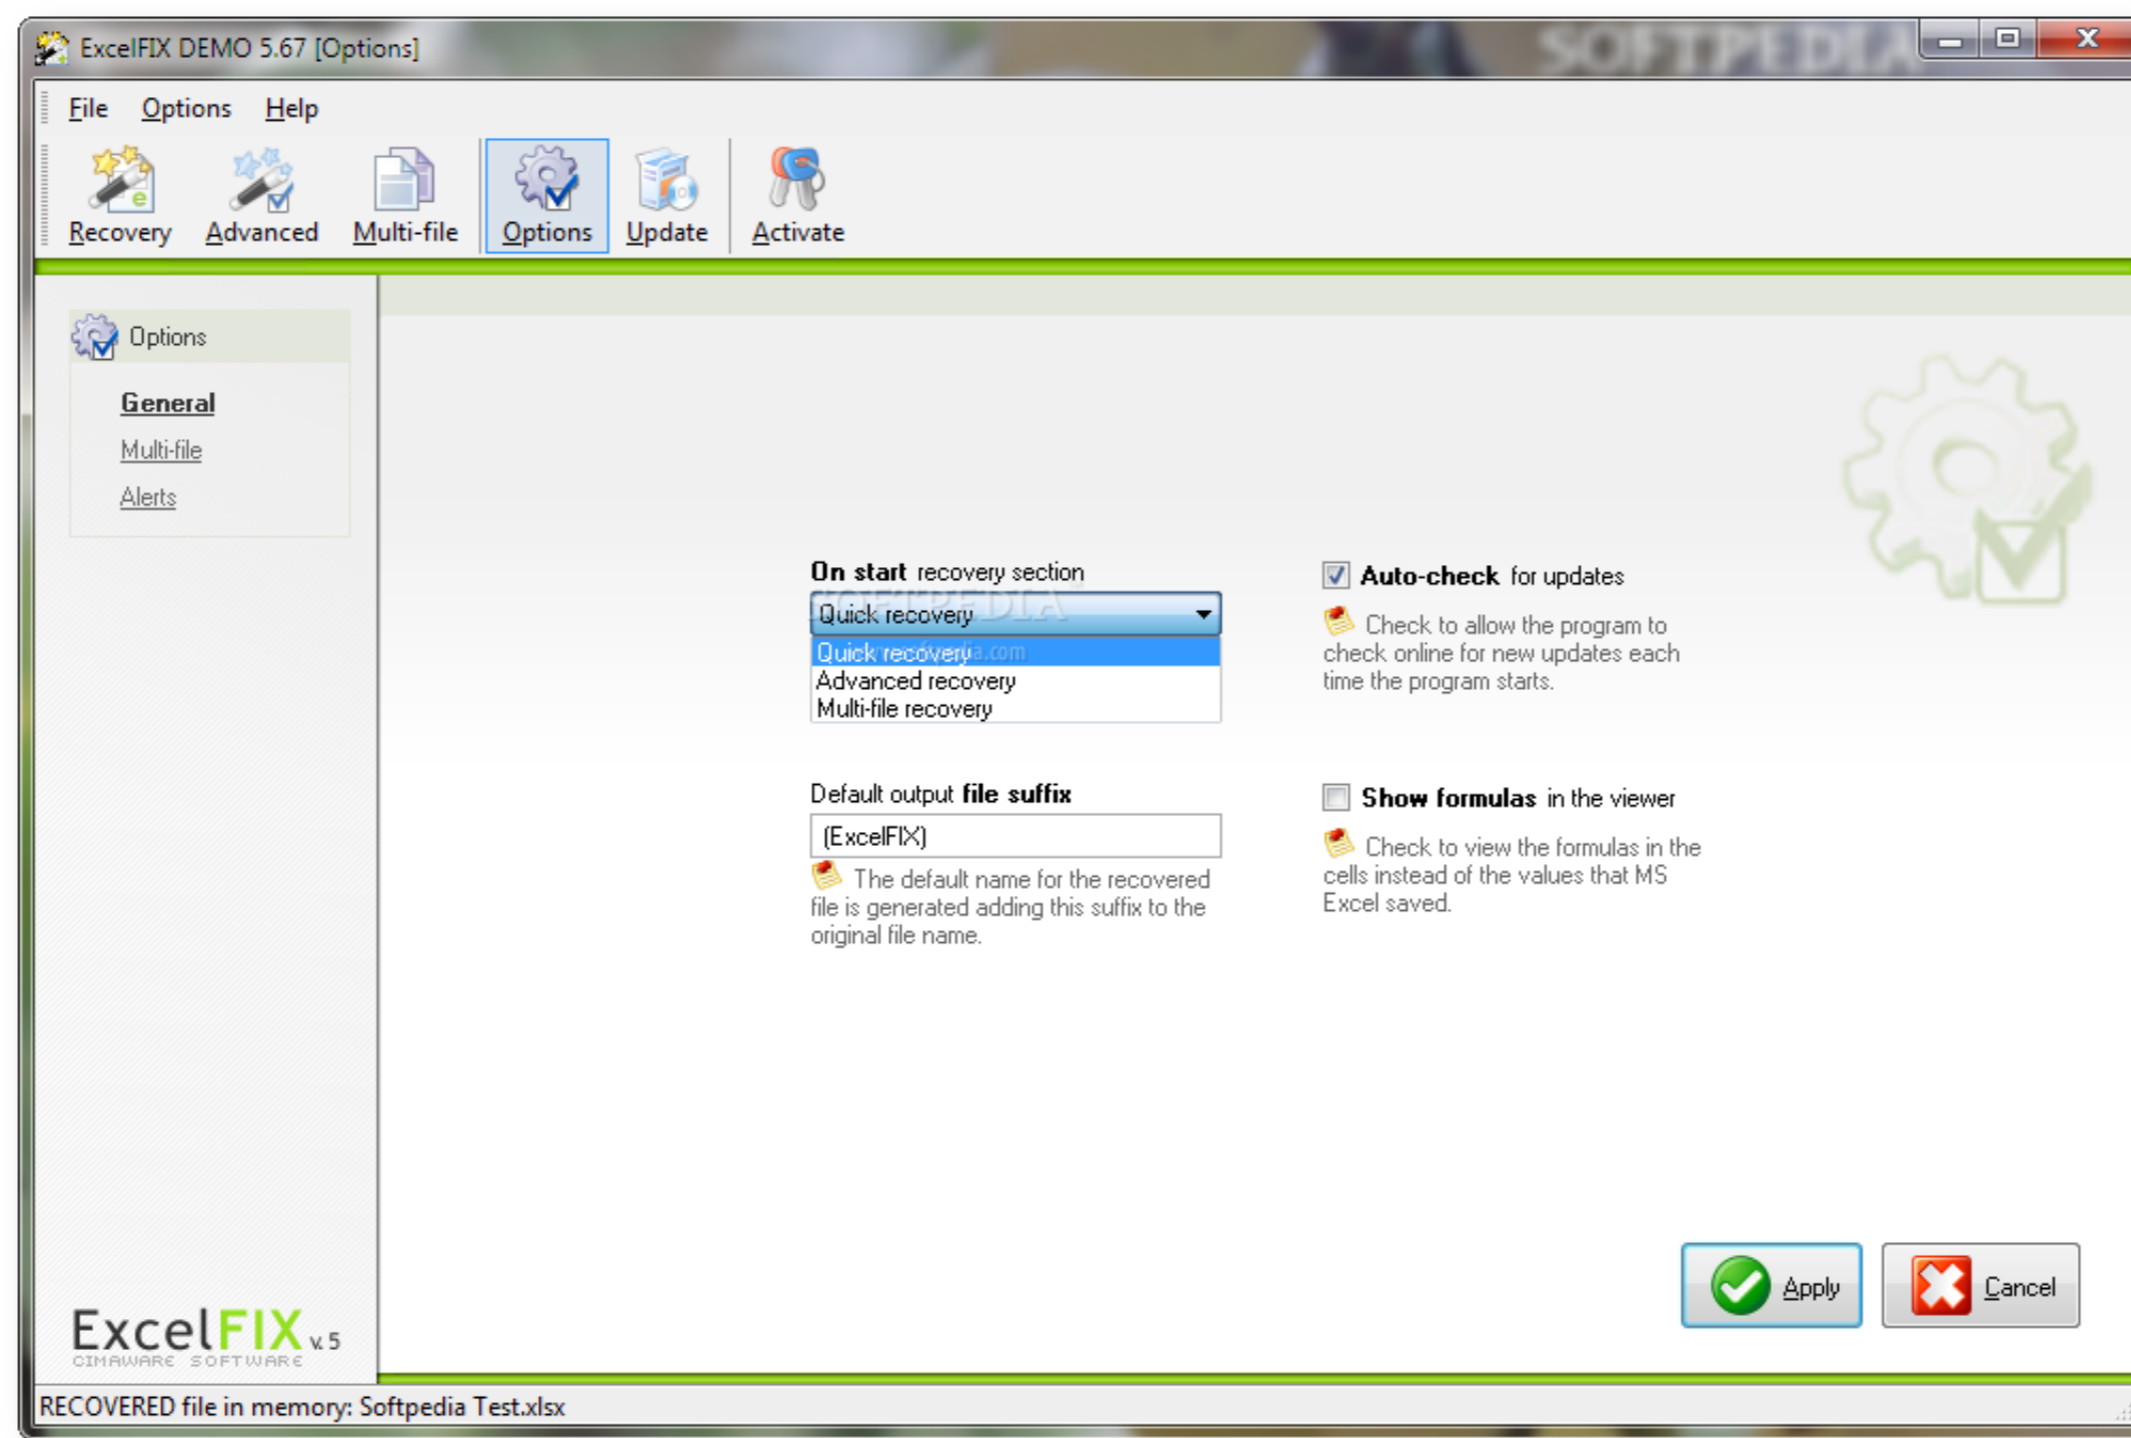 ExcelFIX DEMO 5.67 [Options]
SOFTPEDIA
File Options Help
Recovery Advanced Multi-file Options Update Activate
Options
General
Multi-file
Alerts
On start recovery section
SOFTPEDIA
Quick recovery
Quick recovery
Advanced recovery
Multi-file recovery
Auto-check for updates
Check to allow the program to
check online for new updates each
time the program starts.
Default output file suffix
(ExcelFIX)
The default name for the recovered
file is generated adding this suffix to the
original file name.
Show formulas in the viewer
Check to view the formulas in the
cells instead of the values that MS
Excel saved.
Apply Cancel
ExcelFIX v.5
CIMAWARE SOFTWARE
RECOVERED file in memory: Softpedia Test.xlsx